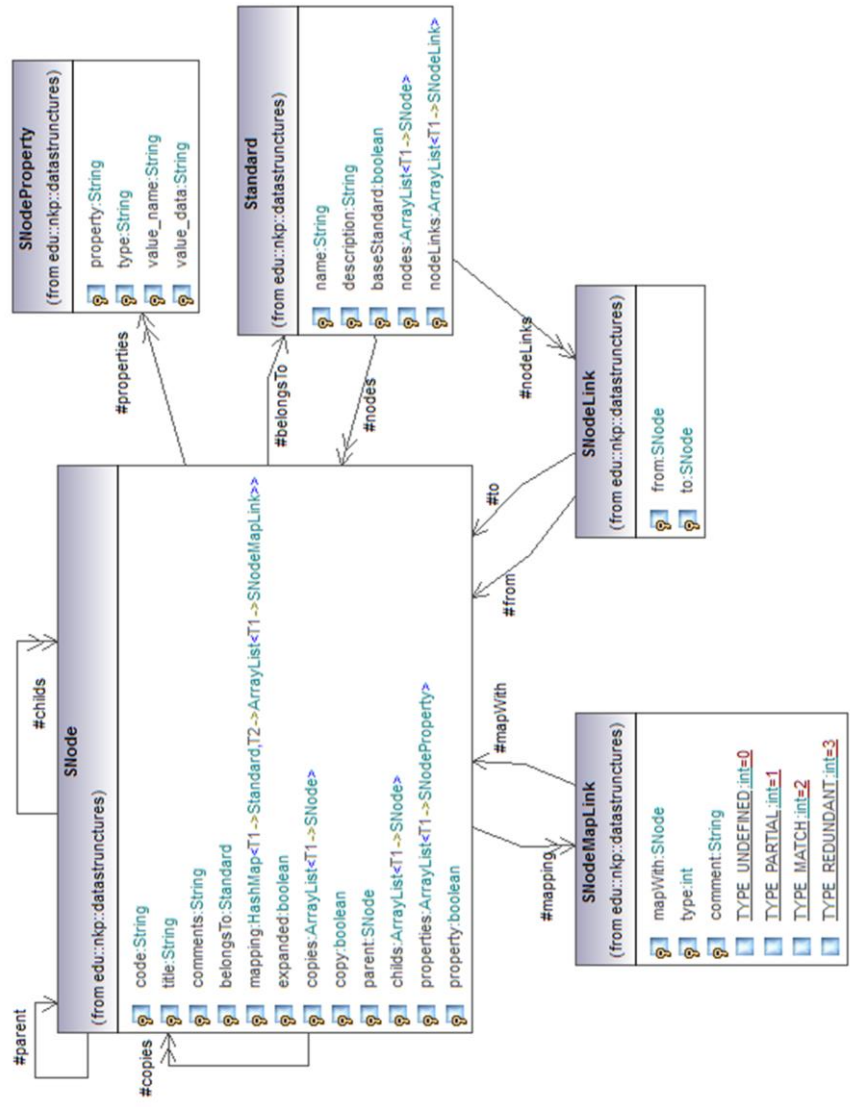 SNodeProperty
(from edu::nkp::datastrunctures)
property:String
type:String
value_name:String
value_data:String
Standard
(from edu::nkp::datastrunctures)
name:String
description:String
baseStandard:boolean
nodes:ArrayList<T1->SNode>
nodeLinks:ArrayList<T1->SNodeLink>
#properties
#belongsTo
#nodes
#nodeLinks
#childs
#parent
SNode
(from edu::nkp::datastrunctures)
code:String
title:String
comments:String
belongsTo:Standard
mapping:HashMap<T1->Standard,T2->ArrayList<T1->SNodeMapLink>>
expanded:boolean
copies:ArrayList<T1->SNode>
copy:boolean
parent:SNode
childs:ArrayList<T1->SNode>
properties:ArrayList<T1->SNodeProperty>
property:boolean
#copies
#to
#from
#mapWith
#mapping
SNodeLink
(from edu::nkp::datastrunctures)
from:SNode
to:SNode
SNodeMapLink
(from edu::nkp::datastrunctures)
mapWith:SNode
type:int
comment:String
TYPE_UNDEFINED:int=0
TYPE_PARTIAL:int=1
TYPE_MATCH:int=2
TYPE_REDUNDANT:int=3